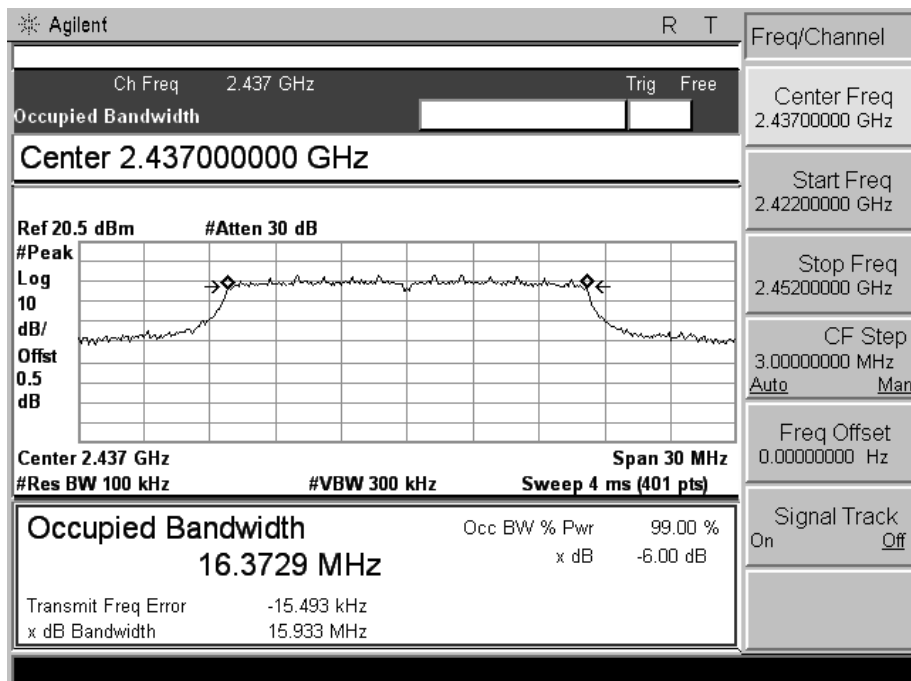 Agilent R T
Ch Freq 2.437 GHz Trig Free
Occupied Bandwidth
Center 2.437000000 GHz
Ref 20.5 dBm #Atten 30 dB
#Peak
Log
10
dB/
Offst
0.5
dB
Center 2.437 GHz Span 30 MHz
#Res BW 100 kHz #VBW 300 kHz Sweep 4 ms (401 pts)
Occupied Bandwidth Occ BW % Pwr 99.00 %
16.3729 MHz x dB -6.00 dB
Transmit Freq Error -15.493 kHz
x dB Bandwidth 15.933 MHz
Freq/Channel
Center Freq
2.43700000 GHz
Start Freq
2.42200000 GHz
Stop Freq
2.45200000 GHz
CF Step
3.00000000 MHz
Auto Man
Freq Offset
0.00000000 Hz
Signal Track
On Off